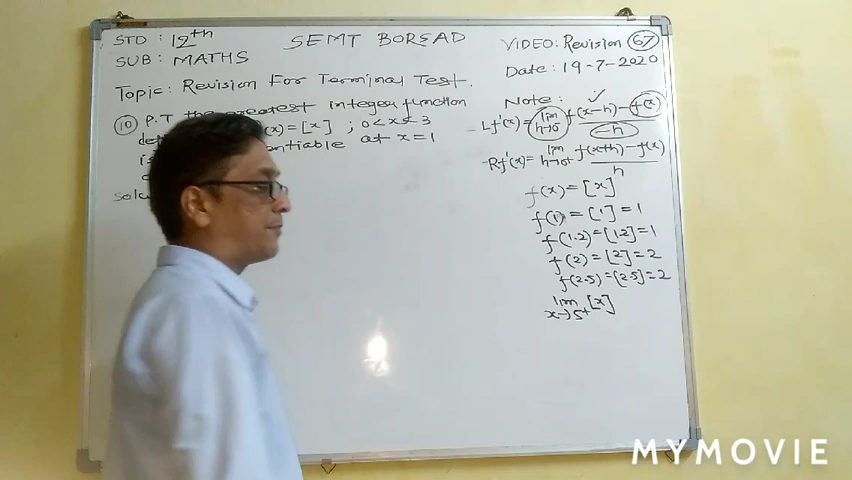 STD : 12th
SEMT BOREAD
VIDEO: Revision 67
SUB: MATHS
Date: 19-7-2020
Topic: Revision For Terminal Test.
10 P.T. the greatest integer function
(x) = [x] ; 0<x<3
entiable at x=1
Note:
Lf'(x) = lim h→0 f(x-h) - f(x) / -h
Rf'(x) = lim h→0+ f(x+h) - f(x) / h
f(x) = [x]
f(1) = [1] = 1
f(1.2) = [1.2] = 1
f(2) = [2] = 2
f(2.5) = [2.5] = 2
lim x→5+ [x]
MYMOVIE